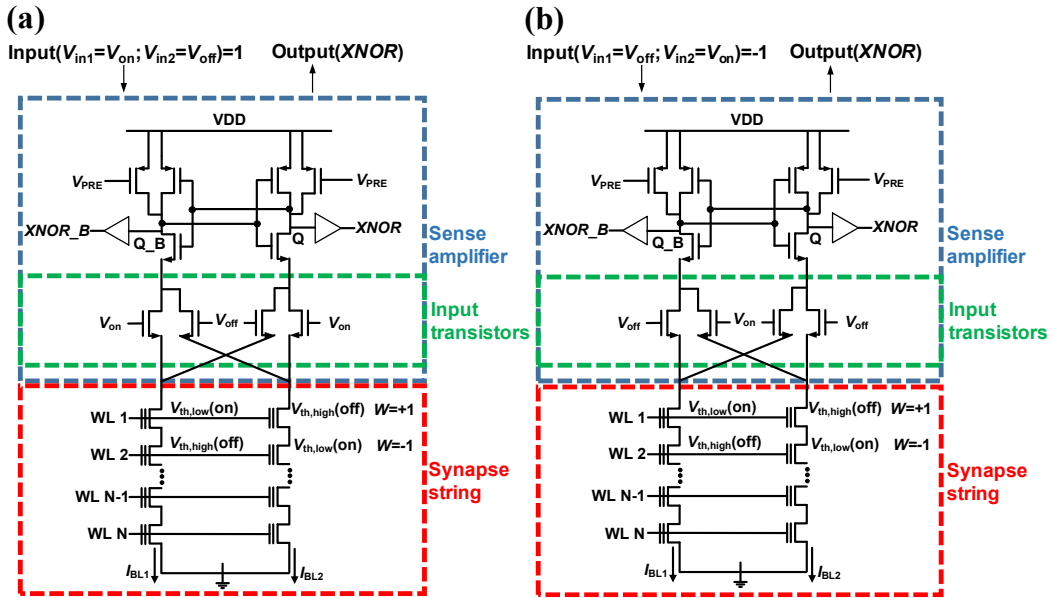 (a)
Input(Vin1=Von;Vin2=Voff)=1
Output(XNOR)
VDD
VPRE
VPRE
XNOR_B
Q_B
Q
XNOR
Sense
amplifier
Von
Voff
Von
Input
transistors
WL 1
Vth,low(on)
Vth,high(off)
W=+1
WL 2
Vth,high(off)
Vth,low(on)
W=-1
WL N-1
WL N
Synapse
string
IBL1
IBL2
(b)
Input(Vin1=Voff;Vin2=Von)=-1
Output(XNOR)
VDD
VPRE
VPRE
XNOR_B
Q_B
Q
XNOR
Sense
amplifier
Voff
Von
Voff
Input
transistors
WL 1
Vth,low(on)
Vth,high(off)
W=+1
WL 2
Vth,high(off)
Vth,low(on)
W=-1
WL N-1
WL N
Synapse
string
IBL1
IBL2